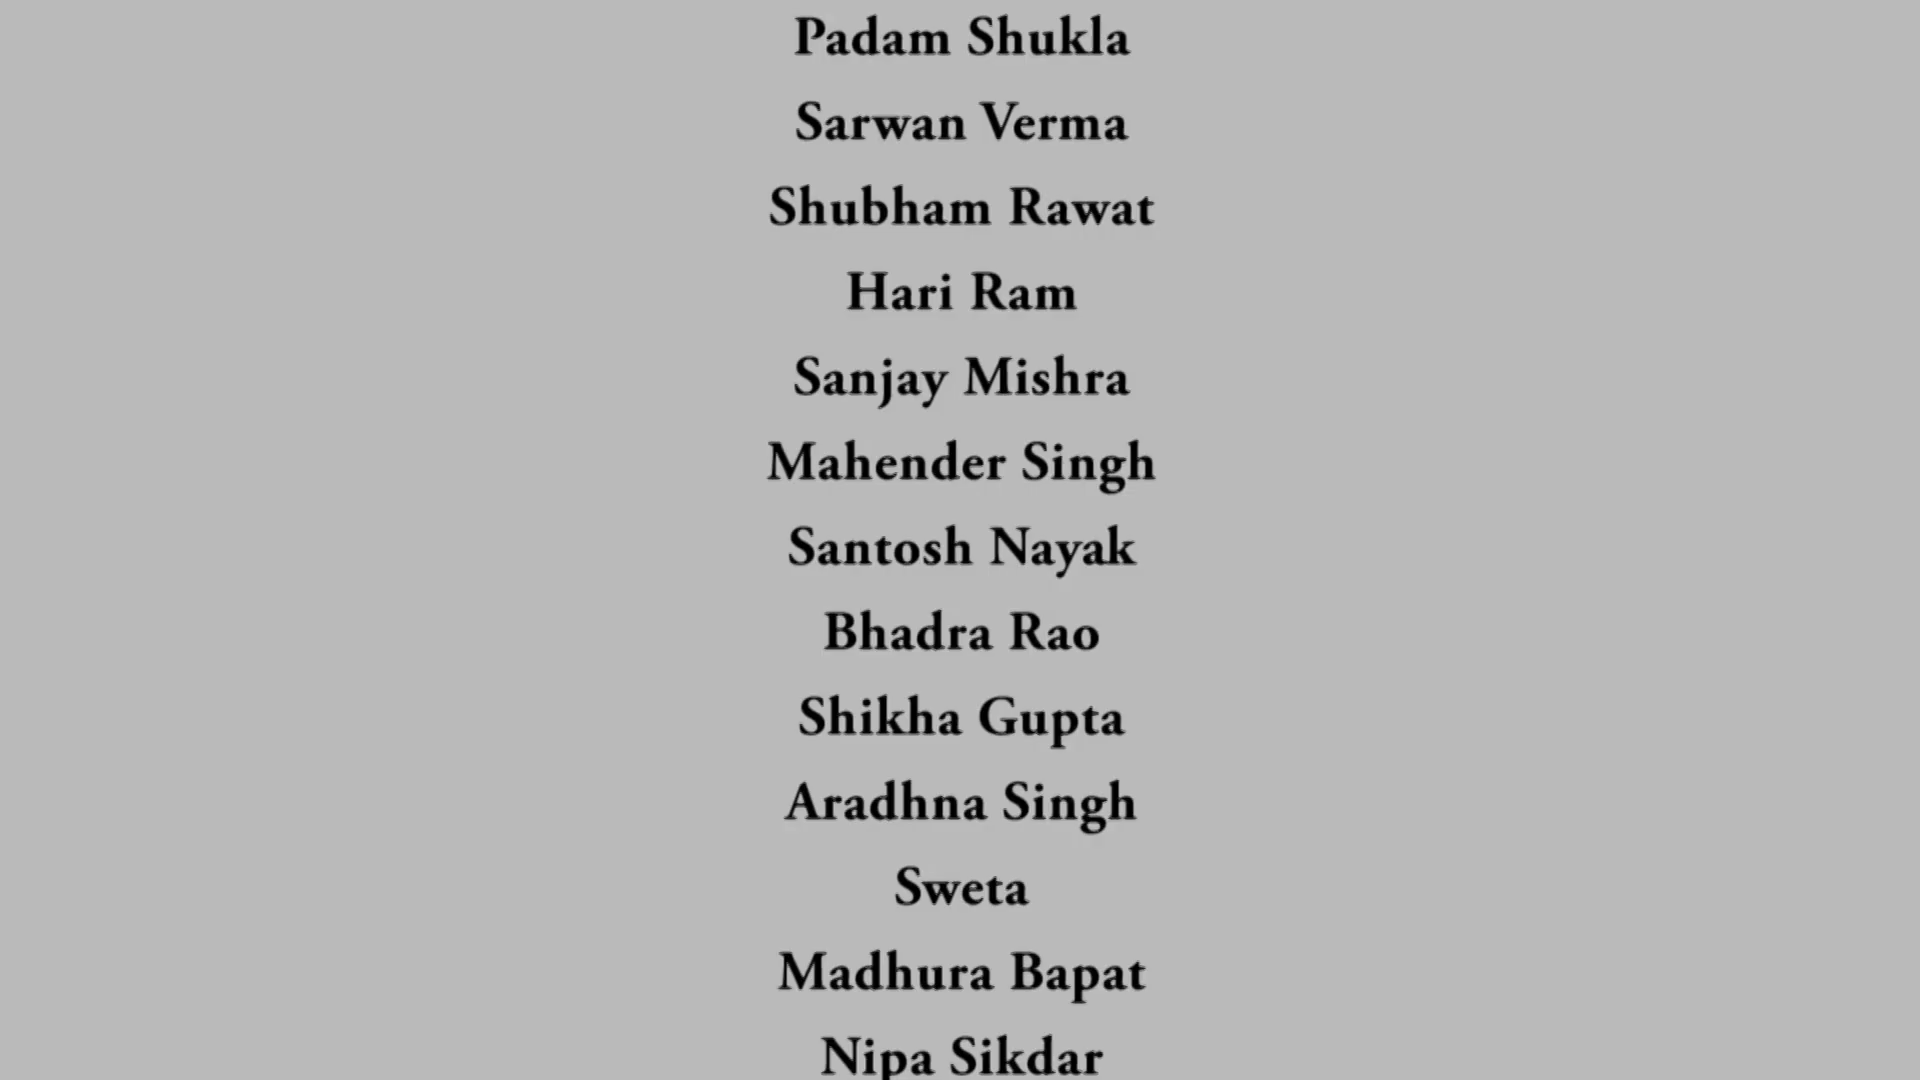 Padam Shukla
Sarwan Verma
Shubham Rawat
Hari Ram
Sanjay Mishra
Mahender Singh
Santosh Nayak
Bhadra Rao
Shikha Gupta
Aradhna Singh
Sweta
Madhura Bapat
Nipa Sikdar